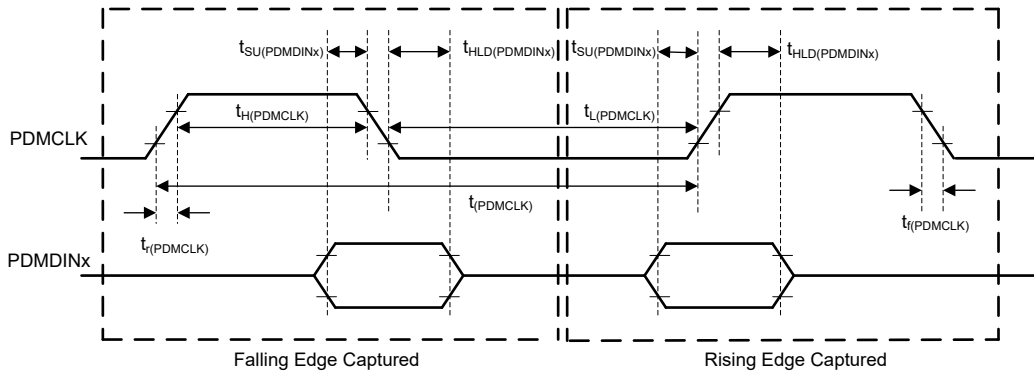 tSU(PDMDINx)
tHLD(PDMDINx)
tSU(PDMDINx)
tHLD(PDMDINx)
tH(PDMCLK)
tL(PDMCLK)
PDMCLK
t(PDMCLK)
tr(PDMCLK)
tf(PDMCLK)
PDMDINx
Falling Edge Captured
Rising Edge Captured